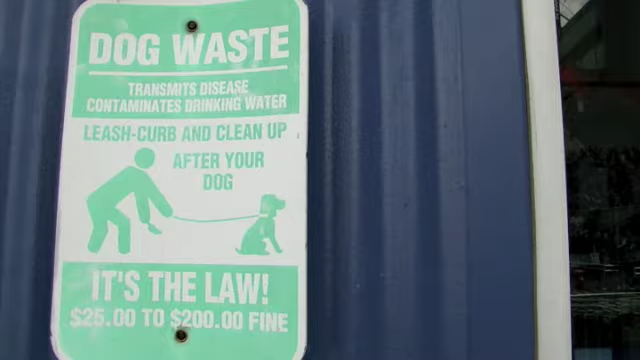 DOG WASTE
TRANSMITS DISEASE
CONTAMINATES DRINKING WATER
LEASH-CURB AND CLEAN UP
AFTER YOUR
DOG
IT'S THE LAW!
$25.00 TO $200.00 FINE